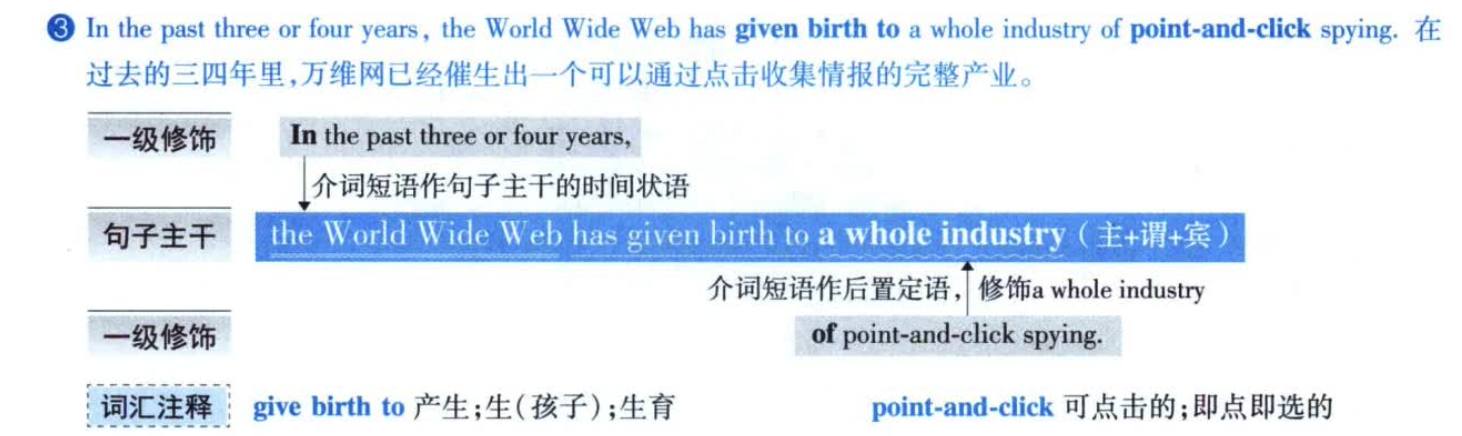 ❸ In the past three or four years, the World Wide Web has given birth to a whole industry of point-and-click spying. 在
过去的三四年里,万维网已经催生出一个可以通过点击收集情报的完整产业。
一级修饰 In the past three or four years,
介词短语作句子主干的时间状语
句子主干 the World Wide Web has given birth to a whole industry (主+谓+宾)
介词短语作后置定语, 修饰a whole industry
一级修饰 of point-and-click spying.
词汇注释 give birth to 产生;生(孩子);生育 point-and-click 可点击的;即点即选的